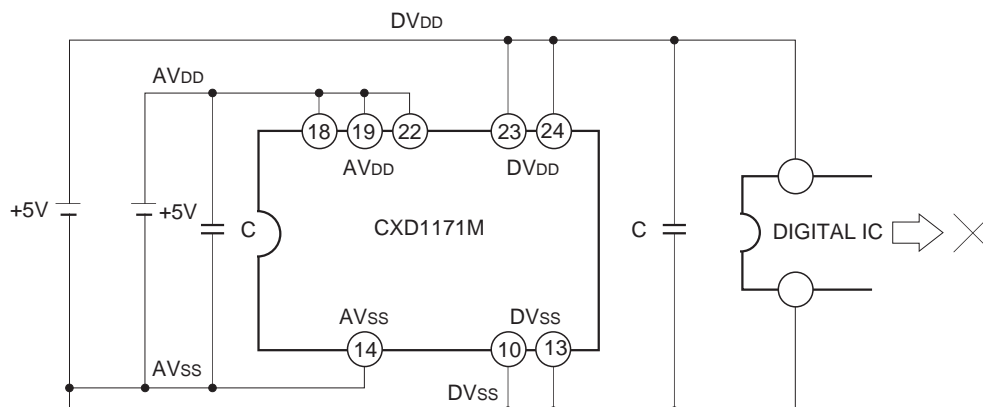 DVDD
AVDD
18 19 22 23 24
AVDD DVDD
+5V +5V C CXD1171M C DIGITAL IC
AVSS DVSS
14 10 13
AVSS DVSS